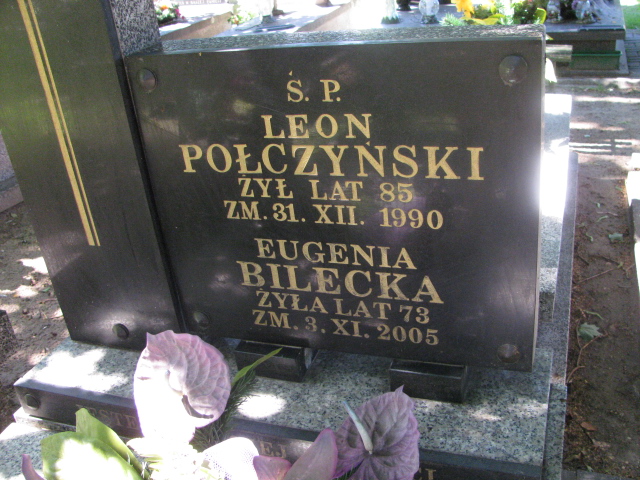 Ś. P.
LEON
POŁCZYŃSKI
ŻYŁ LAT 85
ZM. 31. XII. 1990
EUGENIA
BILECKA
ŻYŁA LAT 73
ZM. 3. XI. 2005